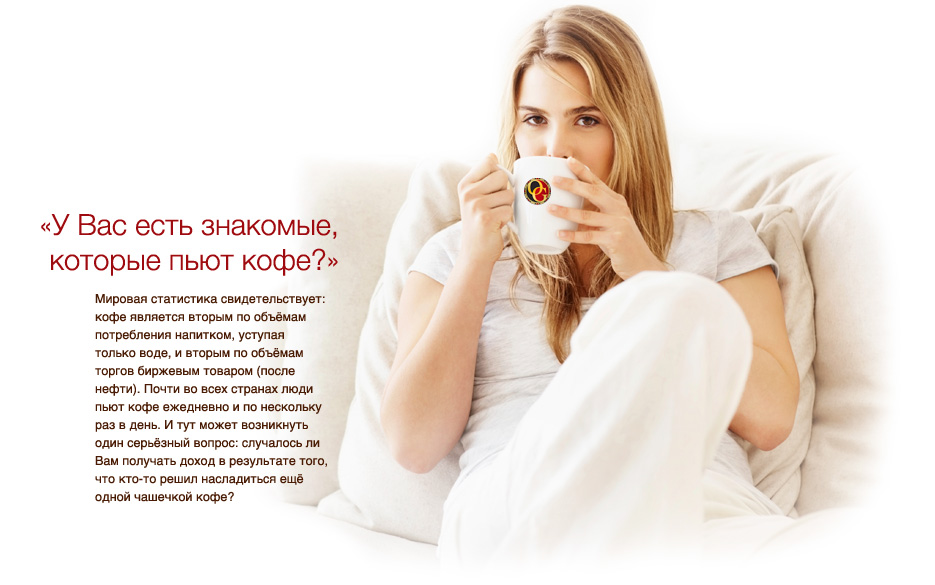 «У Вас есть знакомые,
которые пьют кофе?»
Мировая статистика свидетельствует:
кофе является вторым по объёмам
потребления напитком, уступая
только воде, и вторым по объёмам
торгов биржевым товаром (после
нефти). Почти во всех странах люди
пьют кофе ежедневно и по нескольку
раз в день. И тут может возникнуть
один серьёзный вопрос: случалось ли
Вам получать доход в результате того,
что кто-то решил насладиться ещё
одной чашечкой кофе?